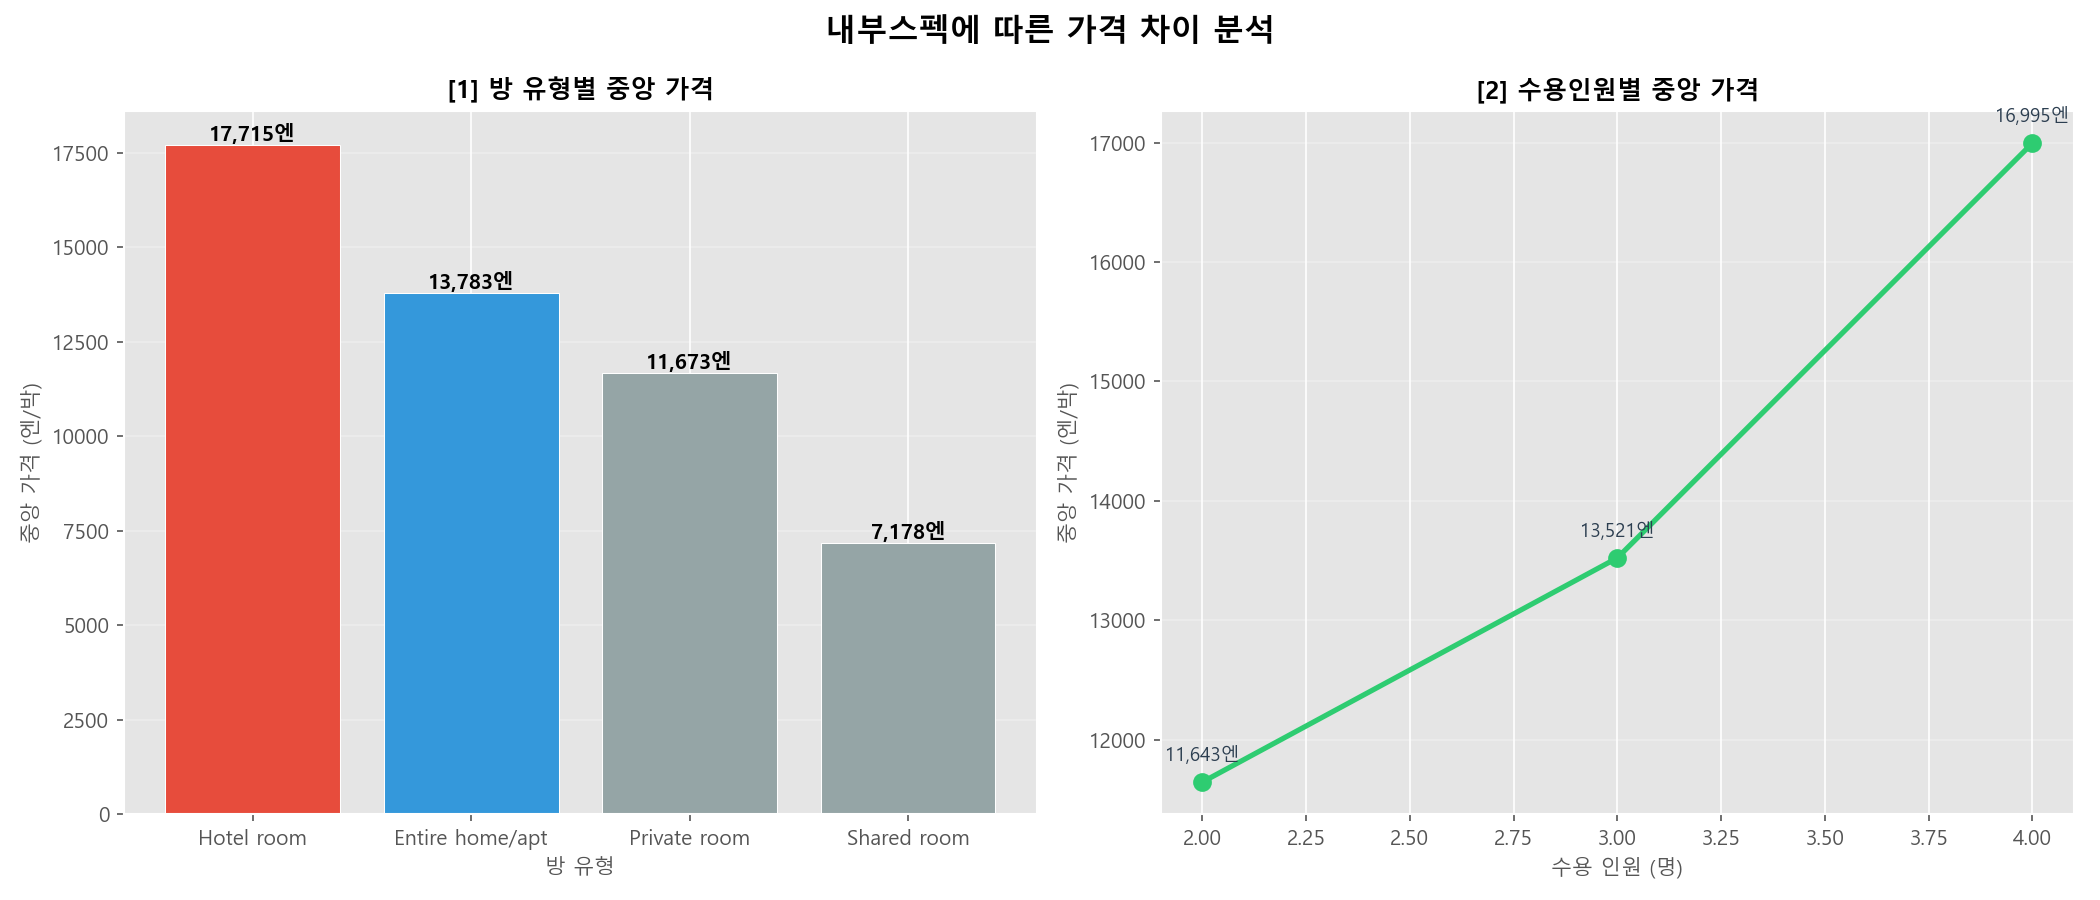 내부스펙에 따른 가격 차이 분석
[1] 방 유형별 중앙 가격
17,715엔
13,783엔
11,673엔
7,178엔
17500
15000
12500
10000
7500
5000
2500
0
중앙 가격 (엔/박)
Hotel room
Entire home/apt
Private room
Shared room
방 유형
[2] 수용인원별 중앙 가격
16,995엔
13,521엔
11,643엔
17000
16000
15000
14000
13000
12000
중앙 가격 (엔/박)
2.00
2.25
2.50
2.75
3.00
3.25
3.50
3.75
4.00
수용 인원 (명)